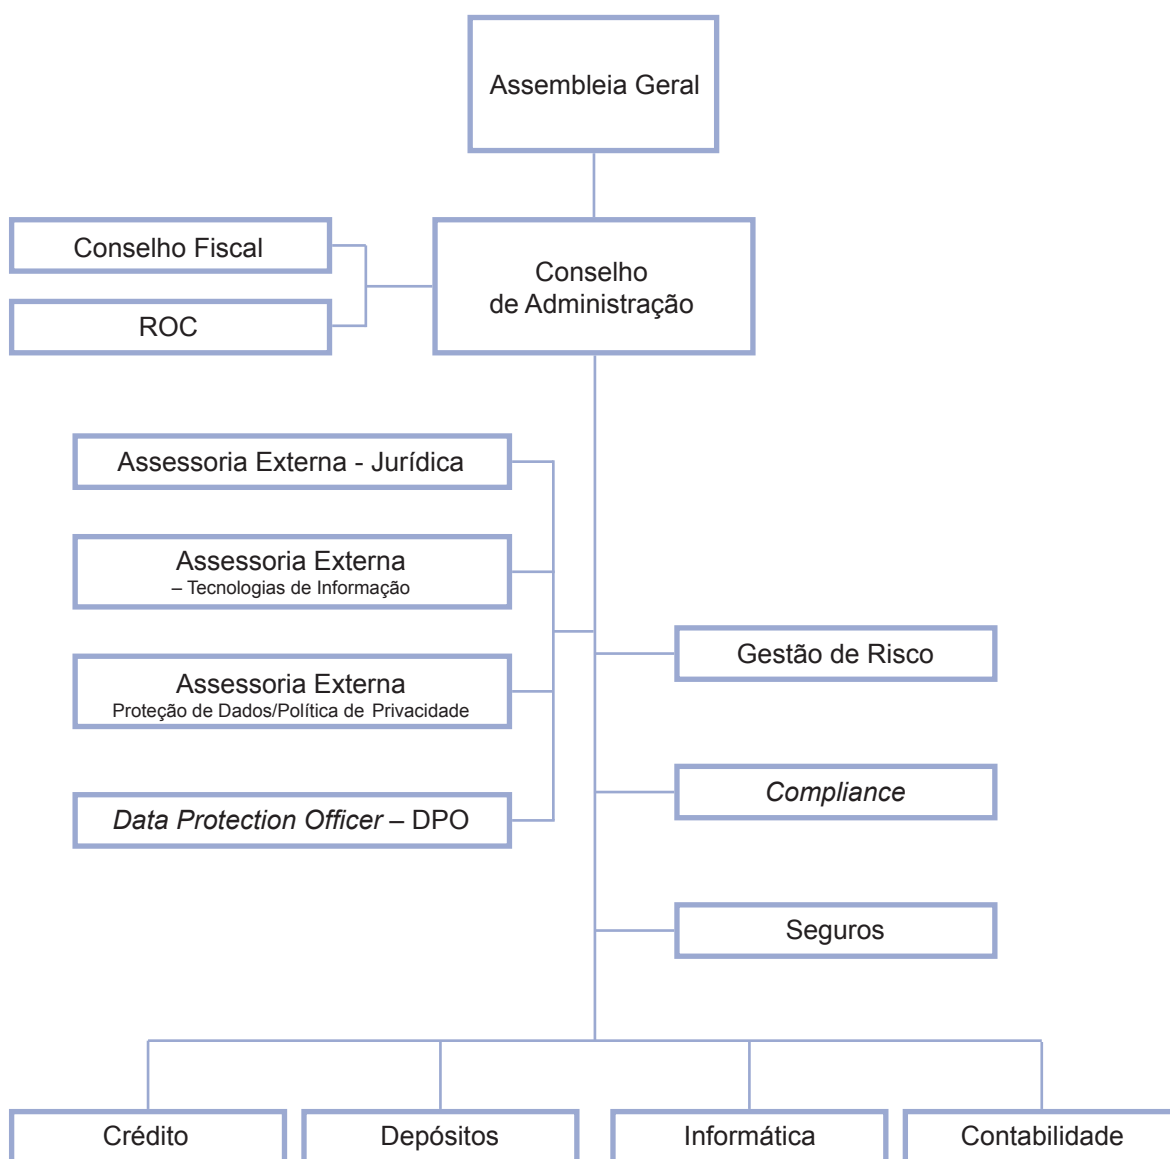 Assembleia Geral
Conselho Fiscal
ROC
Conselho
de Administração
Assessoria Externa - Jurídica
Assessoria Externa
– Tecnologias de Informação
Assessoria Externa
Proteção de Dados/Política de Privacidade
Data Protection Officer – DPO
Gestão de Risco
Compliance
Seguros
Crédito
Depósitos
Informática
Contabilidade